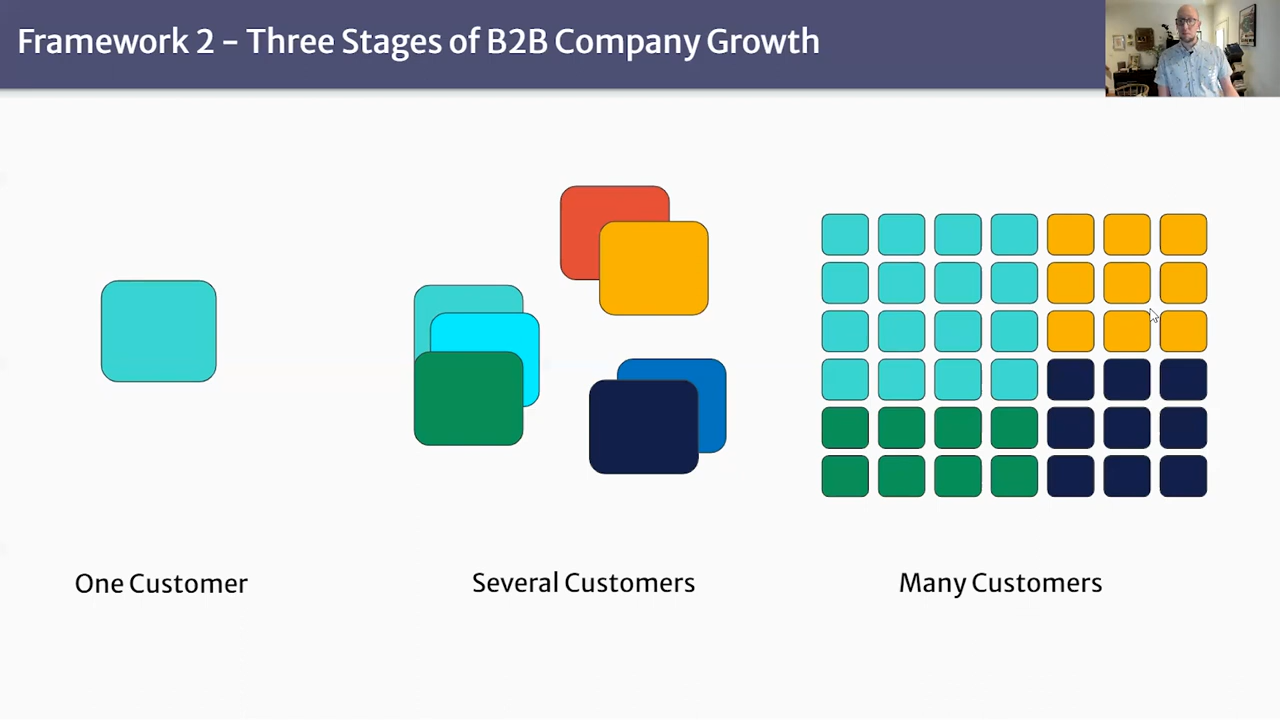 Framework 2 – Three Stages of B2B Company Growth
One Customer
Several Customers
Many Customers